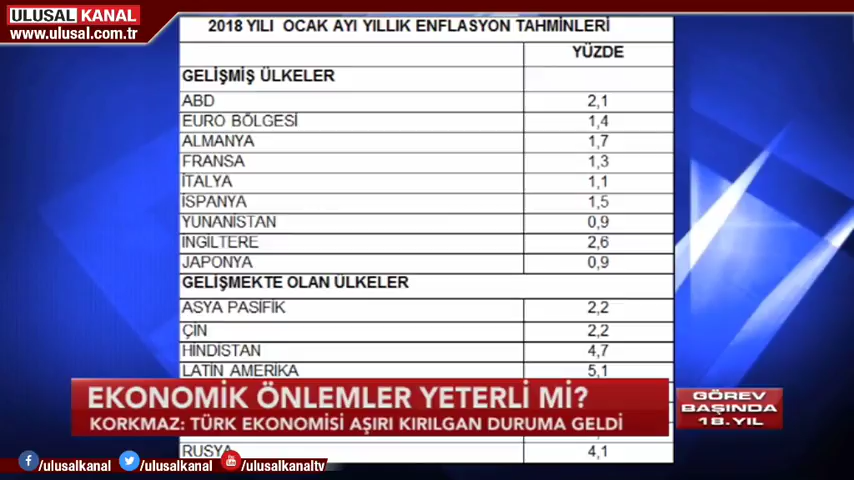 ULUSAL KANAL
www.ulusal.com.tr
2018 YILI OCAK AYI YILLIK ENFLASYON TAHMİNLERİ
YÜZDE
GELİŞMİŞ ÜLKELER
ABD 2,1
EURO BÖLGESİ 1,4
ALMANYA 1,7
FRANSA 1,3
İTALYA 1,1
İSPANYA 1,5
YUNANİSTAN 0,9
İNGİLTERE 2,6
JAPONYA 0,9
GELİŞMEKTE OLAN ÜLKELER
ASYA PASİFİK 2,2
ÇİN 2,2
HİNDİSTAN 4,7
LATİN AMERİKA 5,1
EKONOMİK ÖNLEMLER YETERLİ Mİ?
KORKMAZ: TÜRK EKONOMİSİ AŞIRI KIRILGAN DURUMA GELDİ
GÖREV
BAŞINDA
18.YIL
RUSYA 4,1
/ulusalkanal /ulusalkanal /ulusalkanaltv